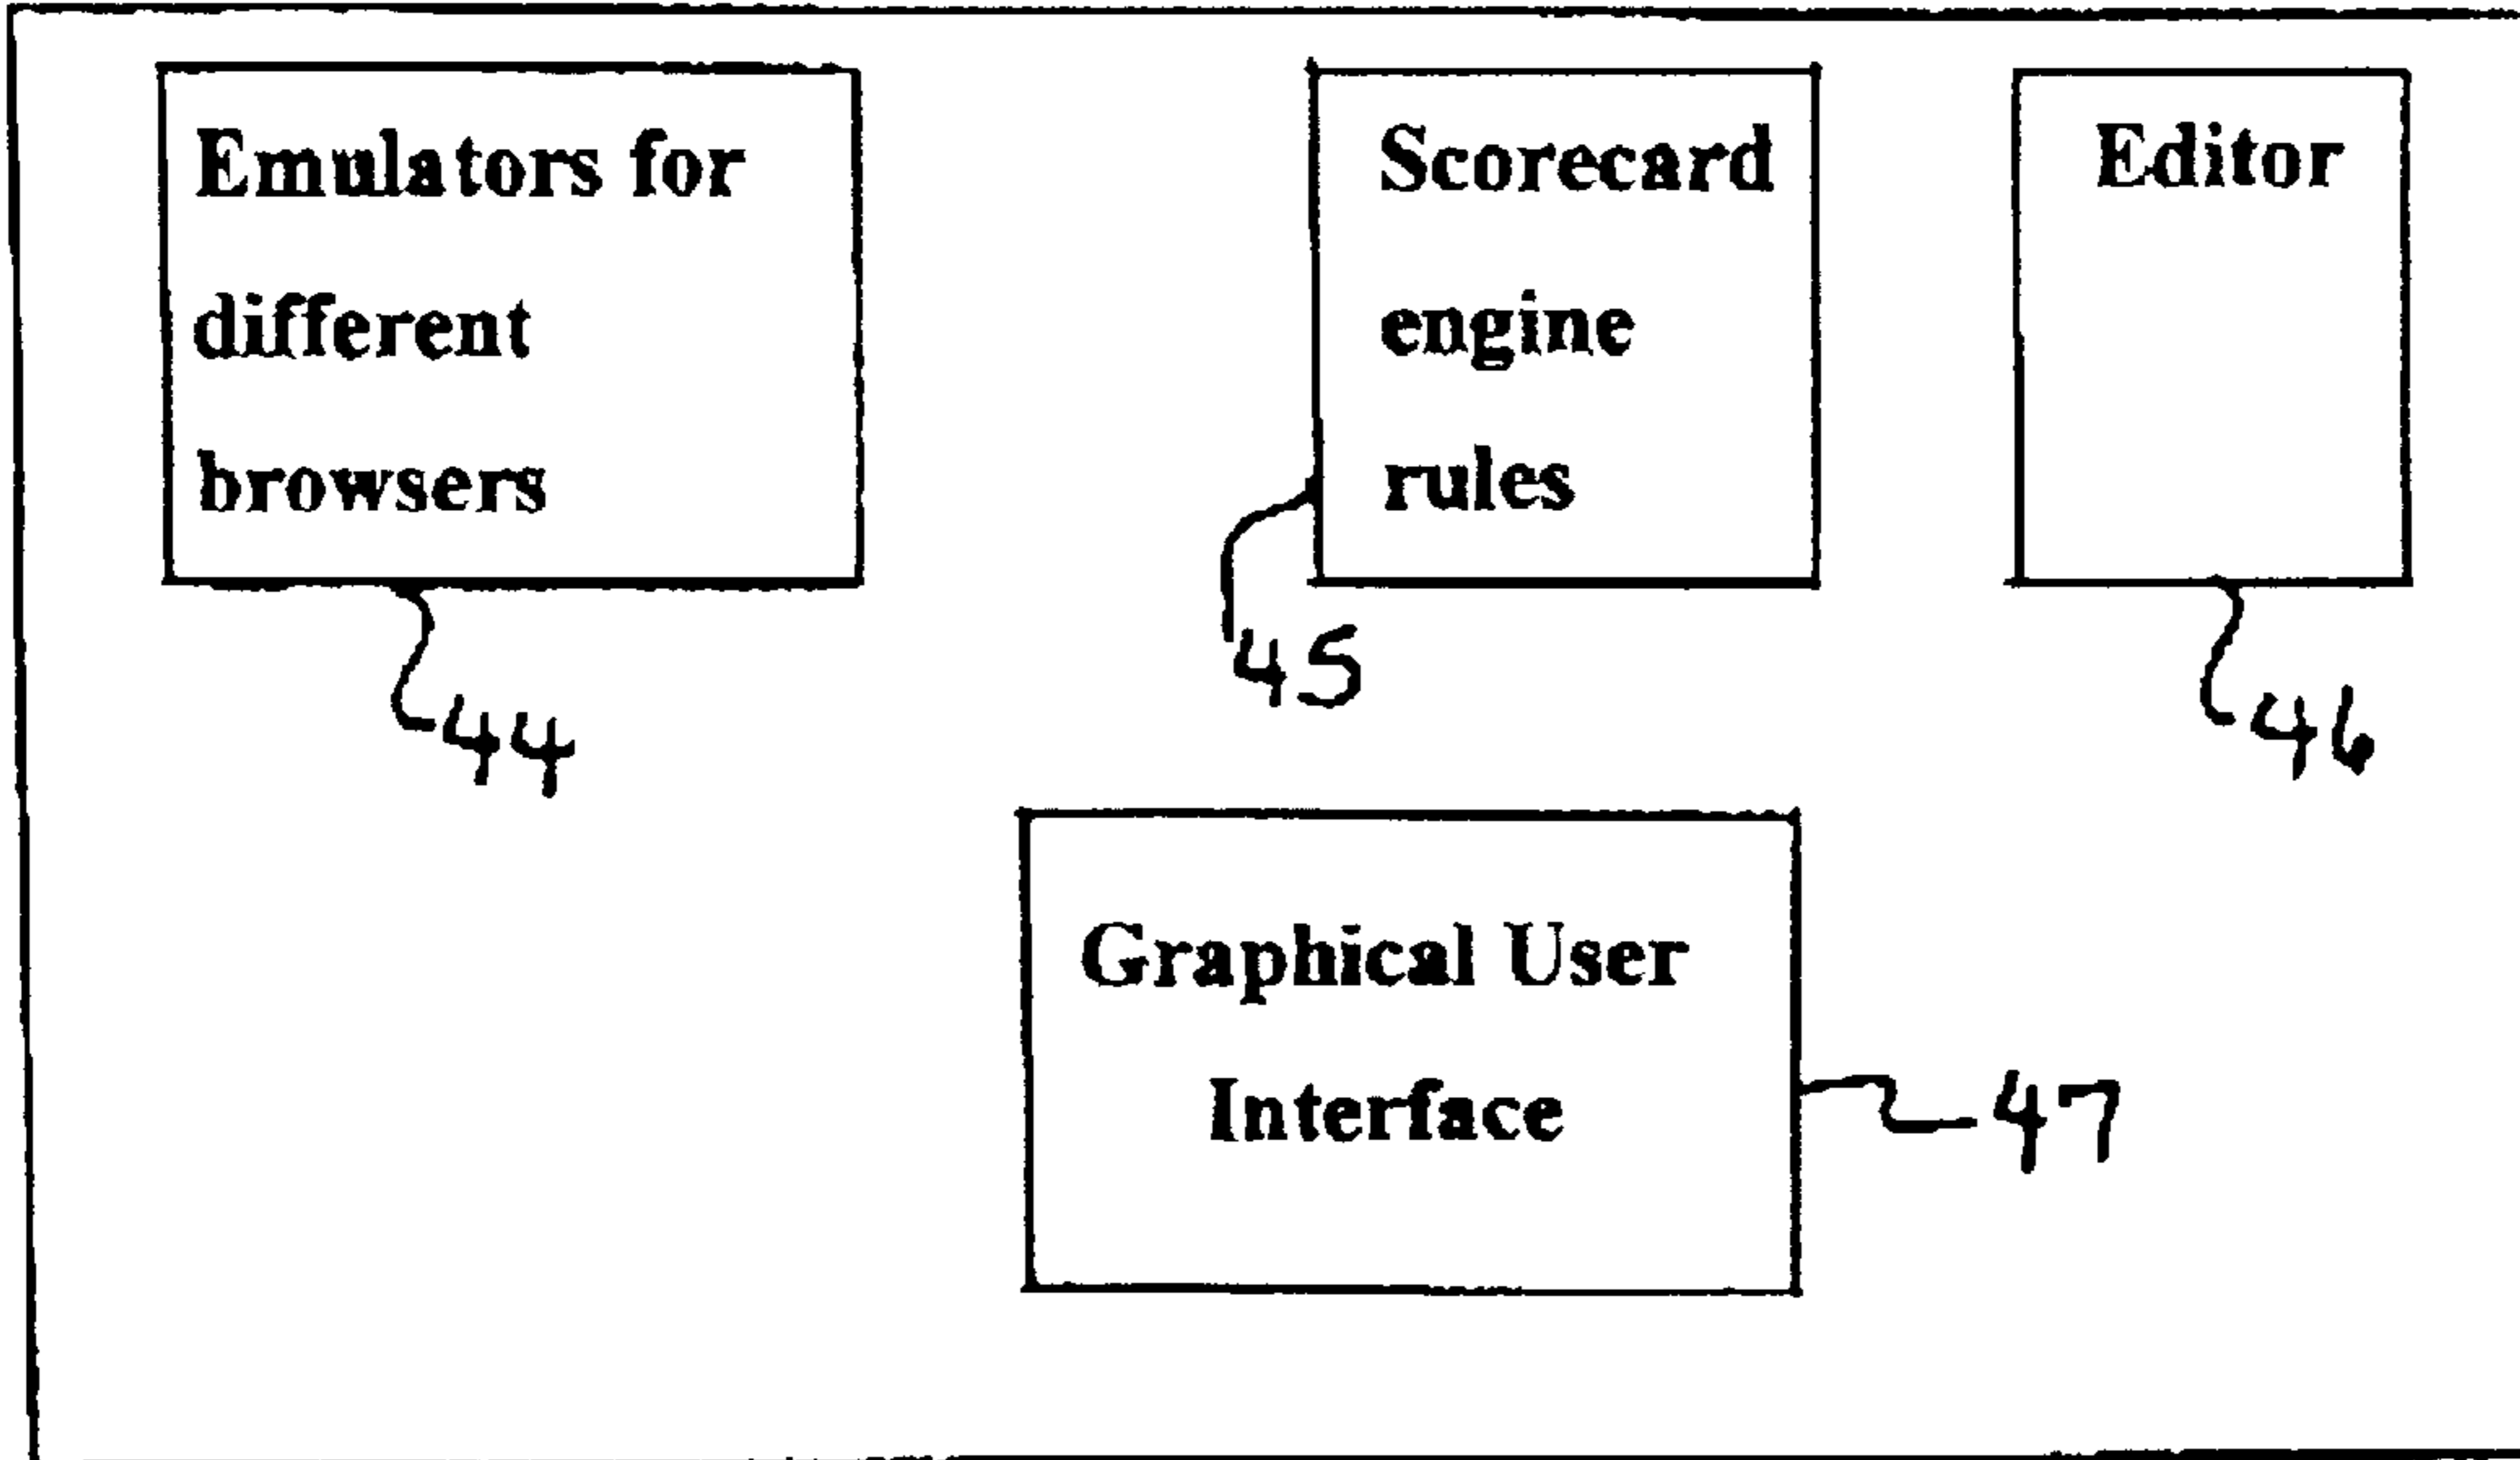 Emulators for
different
browsers
44
Scorecard
engine
rules
45
Editor
46
Graphical User
Interface
47